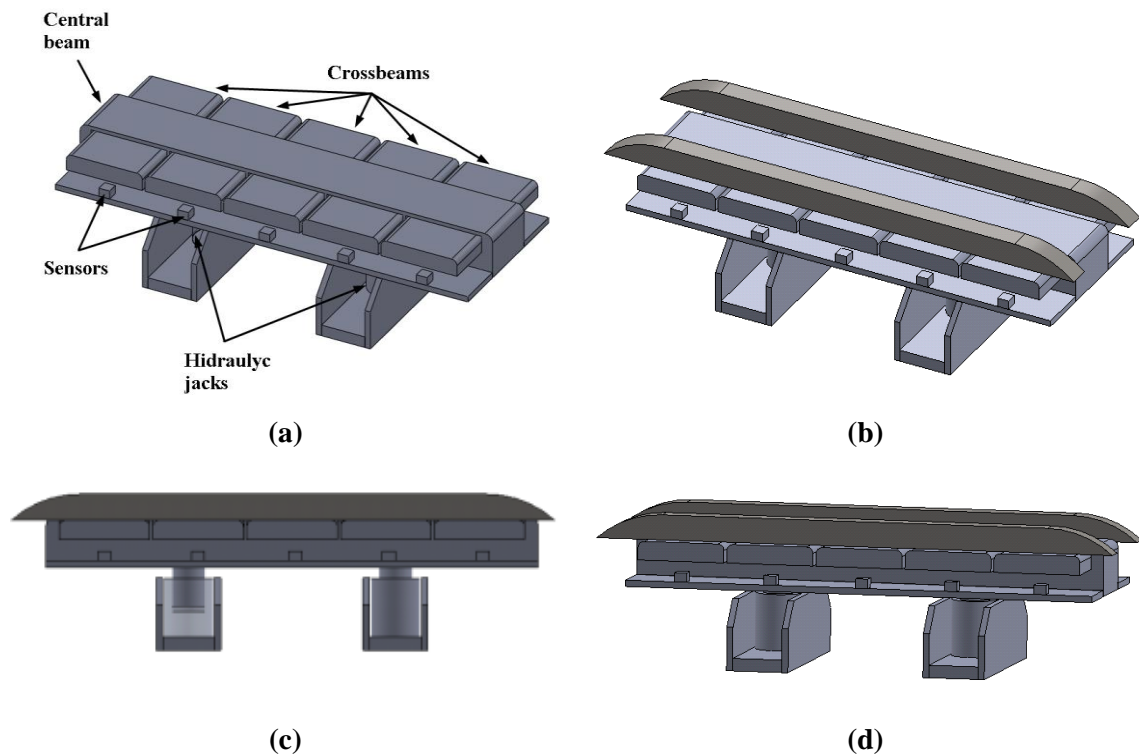 Central
beam
Crossbeams
Sensors
Hidraulyc
jacks
(a)
(b)
(c)
(d)